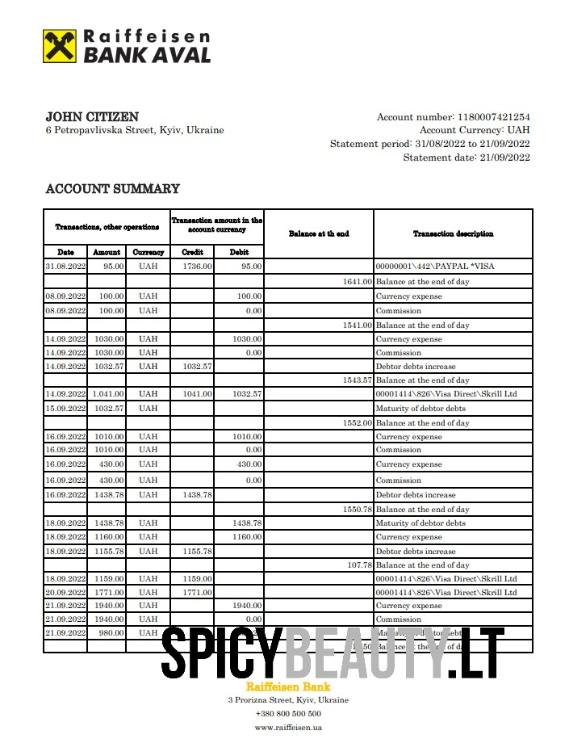 Raiffeisen
BANK AVAL
JOHN CITIZEN
6 Petropavlivska Street, Kyiv, Ukraine
Account number: 1180007421254
Account Currency: UAH
Statement period: 31/08/2022 to 21/09/2022
Statement date: 21/09/2022
ACCOUNT SUMMARY
Transactions, other operations Transaction amount in the account currency Balance at th end Transaction description
Date Amount Currency Credit Debit
31.08.2022 95.00 UAH 1736.00 95.00 00000001\442\PAYPAL *VISA
1641.00 Balance at the end of day
08.09.2022 100.00 UAH 100.00 Currency expense
08.09.2022 100.00 UAH 0.00 Commission
1541.00 Balance at the end of day
14.09.2022 1030.00 UAH 1030.00 Currency expense
14.09.2022 1030.00 UAH 0.00 Commission
14.09.2022 1032.57 UAH 1032.57 Debtor debts increase
1543.57 Balance at the end of day
14.09.2022 1.041.00 UAH 1041.00 1032.57 00001414\826\Visa Direct\Skrill Ltd
15.09.2022 1032.57 UAH Maturity of debtor debts
1552.00 Balance at the end of day
16.09.2022 1010.00 UAH 1010.00 Currency expense
16.09.2022 1010.00 UAH 0.00 Commission
16.09.2022 430.00 UAH 430.00 Currency expense
16.09.2022 430.00 UAH 0.00 Commission
16.09.2022 1438.78 UAH 1438.78 Debtor debts increase
1550.78 Balance at the end of day
18.09.2022 1438.78 UAH 1438.78 Maturity of debtor debts
18.09.2022 1160.00 UAH 1160.00 Currency expense
18.09.2022 1155.78 UAH 1155.78 Debtor debts increase
107.78 Balance at the end of day
18.09.2022 1159.00 UAH 1159.00 00001414\826\Visa Direct\Skrill Ltd
20.09.2022 1771.00 UAH 1771.00 00001414\826\Visa Direct\Skrill Ltd
21.09.2022 1940.00 UAH 1940.00 Currency expense
21.09.2022 1940.00 UAH 0.00 Commission
21.09.2022 980.00 UAH
SPICYBEAUTY.LT
Raiffeisen Bank
3 Prorizna Street, Kyiv, Ukraine
+380 800 500 500
www.raiffeisen.ua